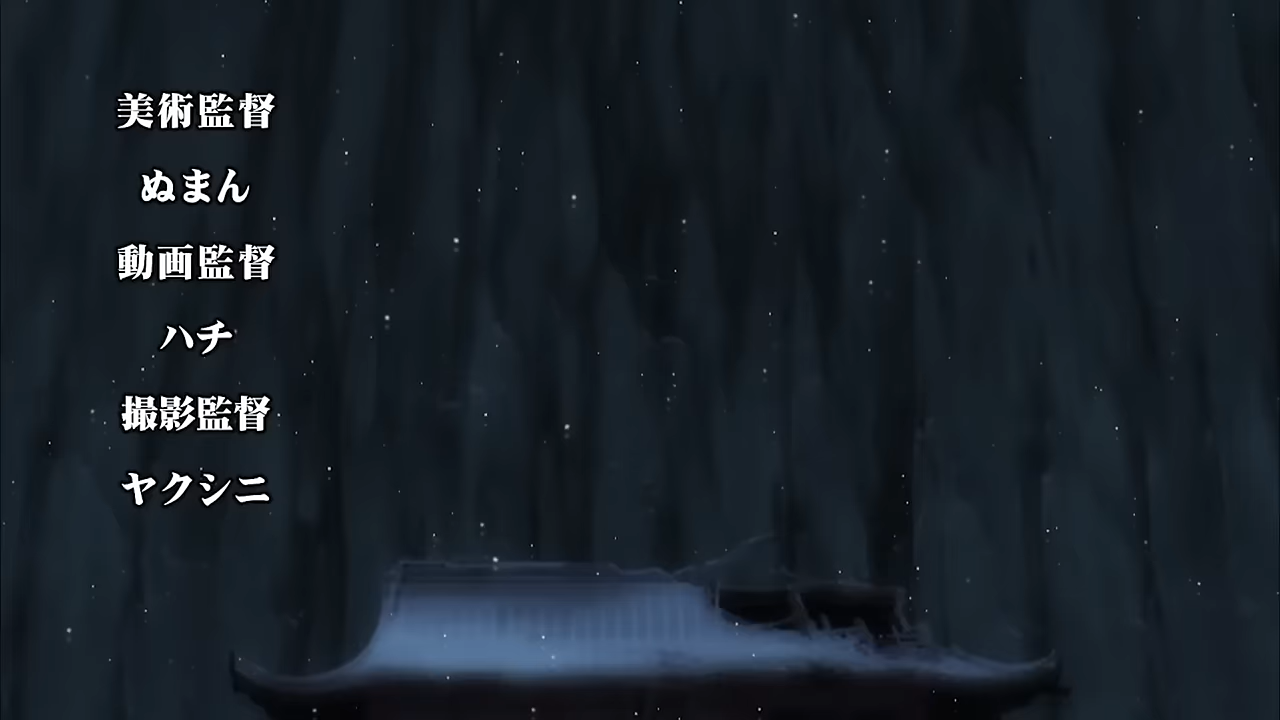 美術監督
ぬまん
動画監督
ハチ
撮影監督
ヤクシニ